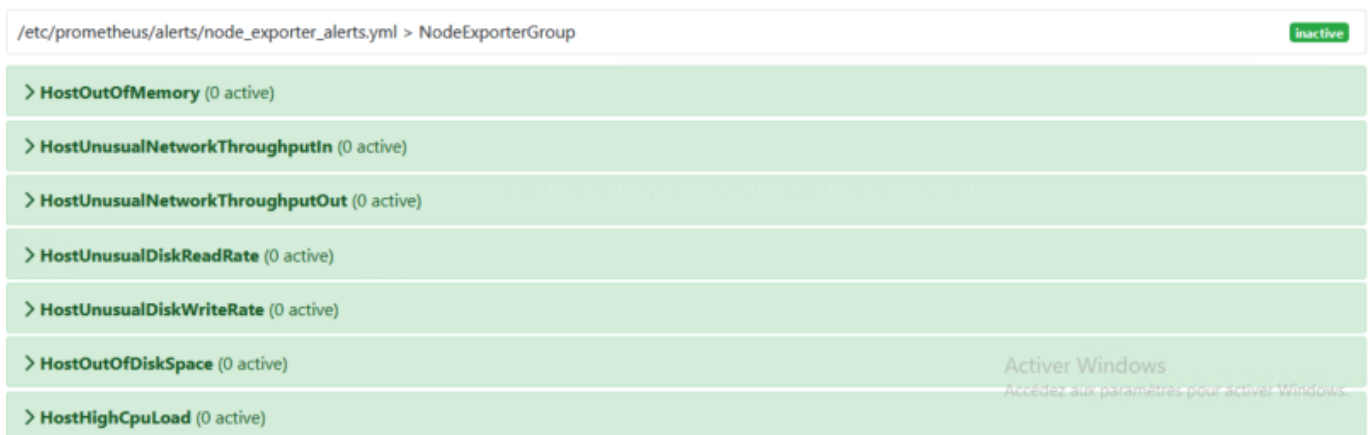 /etc/prometheus/alerts/node_exporter_alerts.yml > NodeExporterGroup
inactive
> HostOutOfMemory (0 active)
> HostUnusualNetworkThroughputIn (0 active)
> HostUnusualNetworkThroughputOut (0 active)
> HostUnusualDiskReadRate (0 active)
> HostUnusualDiskWriteRate (0 active)
> HostOutOfDiskSpace (0 active)
Activer Windows
Accédez aux paramètres pour activer Windows.
> HostHighCpuLoad (0 active)